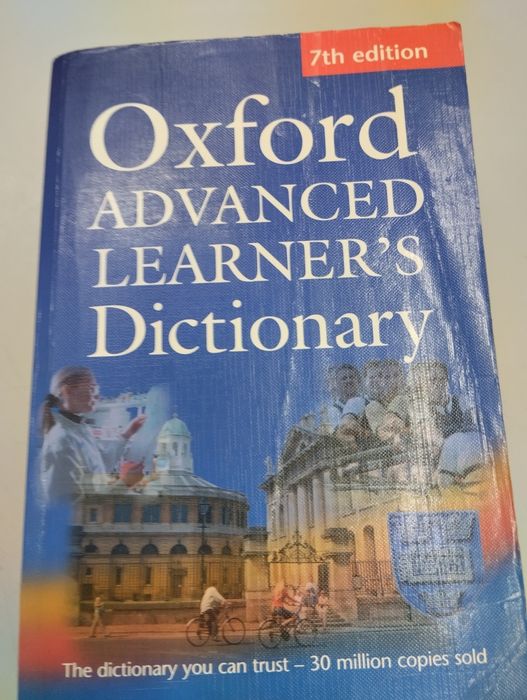 7th edition
Oxford
ADVANCED
LEARNER'S
Dictionary
The dictionary you can trust – 30 million copies sold